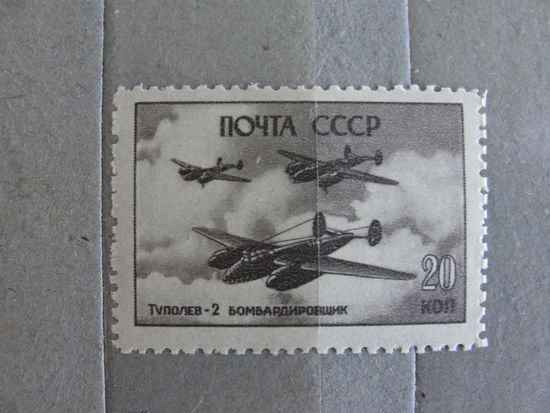 ПОЧТА СССР
20
КОП
ТУПОЛЕВ-2 БОМБАРДИРОВЩИК